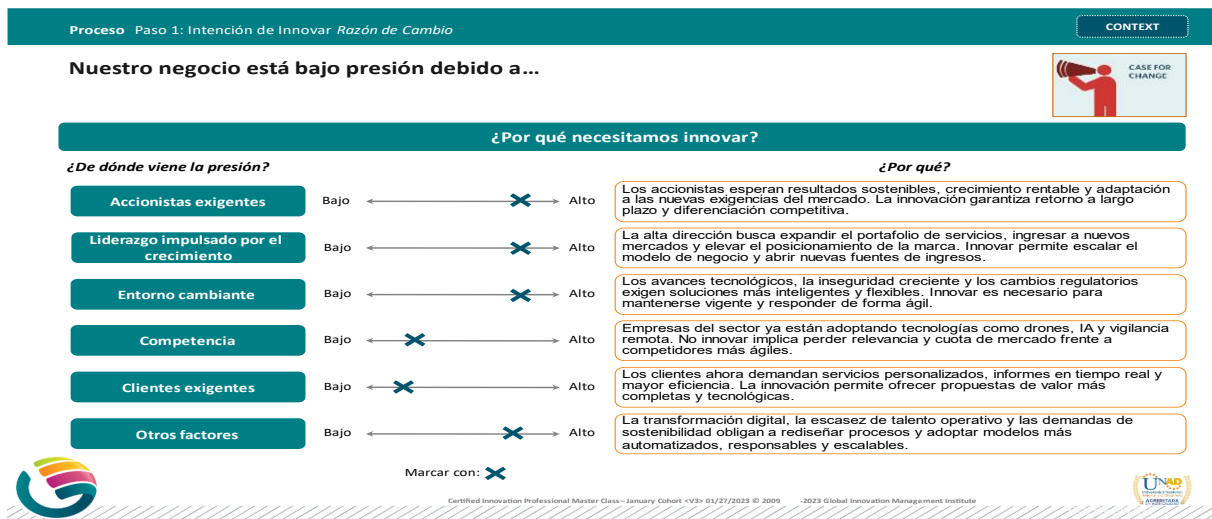 Proceso Paso 1: Intención de Innovar Razón de Cambio
CONTEXT
Nuestro negocio está bajo presión debido a...
CASE FOR
CHANGE
¿Por qué necesitamos innovar?
¿De dónde viene la presión?
¿Por qué?
Accionistas exigentes
Bajo
Alto
Los accionistas esperan resultados sostenibles, crecimiento rentable y adaptación
a las nuevas exigencias del mercado. La innovación garantiza retorno a largo
plazo y diferenciación competitiva.
Liderazgo impulsado por el
crecimiento
Bajo
Alto
La alta dirección busca expandir el portafolio de servicios, ingresar a nuevos
mercados y elevar el posicionamiento de la marca. Innovar permite escalar el
modelo de negocio y abrir nuevas fuentes de ingresos.
Entorno cambiante
Bajo
Alto
Los avances tecnológicos, la inseguridad creciente y los cambios regulatorios
exigen soluciones más inteligentes y flexibles. Innovar es necesario para
mantenerse vigente y responder de forma ágil.
Competencia
Bajo
Alto
Empresas del sector ya están adoptando tecnologías como drones, IA y vigilancia
remota. No innovar implica perder relevancia y cuota de mercado frente a
competidores más ágiles.
Clientes exigentes
Bajo
Alto
Los clientes ahora demandan servicios personalizados, informes en tiempo real y
mayor eficiencia. La innovación permite ofrecer propuestas de valor más
completas y tecnológicas.
Otros factores
Bajo
Alto
La transformación digital, la escasez de talento operativo y las demandas de
sostenibilidad obligan a rediseñar procesos y adoptar modelos más
automatizados, responsables y escalables.
Marcar con:
Certified Innovation Professional Master Class– January Cohort <V3> 01/27/2023 © 2009 -2023 Global Innovation Management Institute
UNAD
ACREDITADA